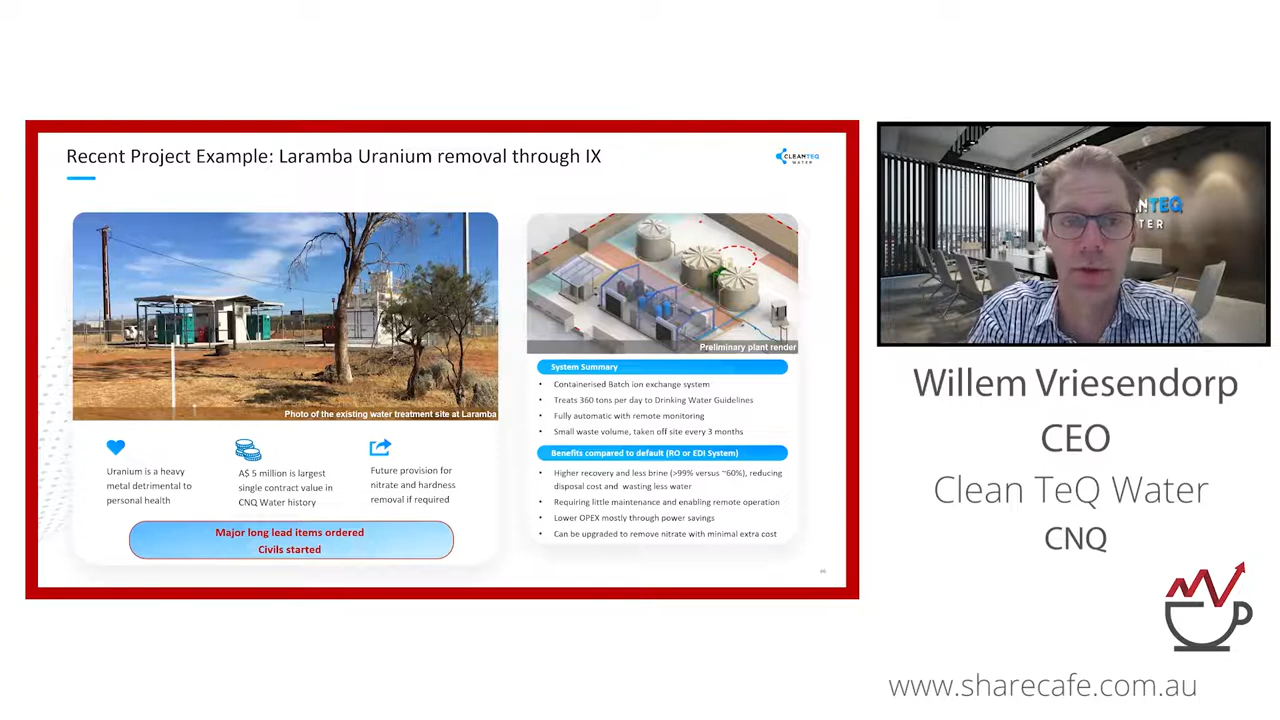 Recent Project Example: Laramba Uranium removal through IX
CLEANTEQ
WATER
Photo of the existing water treatment site at Laramba
Uranium is a heavy
metal detrimental to
personal health
A$ 5 million is largest
single contract value in
CNQ Water history
Future provision for
nitrate and hardness
removal if required
Major long lead items ordered
Civils started
Preliminary plant render
System Summary
• Containerised Batch ion exchange system
• Treats 360 tons per day to Drinking Water Guidelines
• Fully automatic with remote monitoring
• Small waste volume, taken off site every 3 months
Benefits compared to default (RO or EDI System)
• Higher recovery and less brine (>99% versus ~60%), reducing
disposal cost and wasting less water
• Requiring little maintenance and enabling remote operation
• Lower OPEX mostly through power savings
• Can be upgraded to remove nitrate with minimal extra cost
ANTEQ
TER
Willem Vriesendorp
CEO
Clean TeQ Water
CNQ
www.sharecafe.com.au